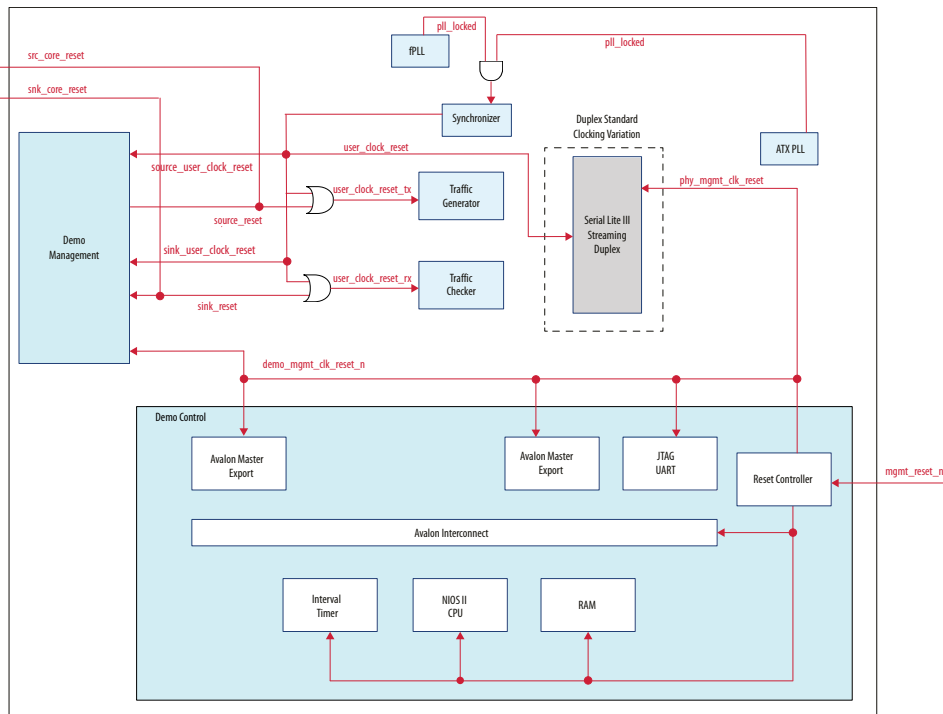 pll_locked
fPLL
pll_locked
src_core_reset
snk_core_reset
Synchronizer
Duplex Standard
Clocking Variation
ATX PLL
user_clock_reset
source_user_clock_reset
phy_mgmt_clk_reset
user_clock_reset_tx
Traffic
Generator
source_reset
Serial Lite III
Streaming
Duplex
Demo
Management
sink_user_clock_reset
user_clock_reset_rx
Traffic
Checker
sink_reset
demo_mgmt_clk_reset_n
Demo Control
Avalon Master
Export
Avalon Master
Export
JTAG
UART
Reset Controller
mgmt_reset_n
Avalon Interconnect
Interval
Timer
NIOS II
CPU
RAM